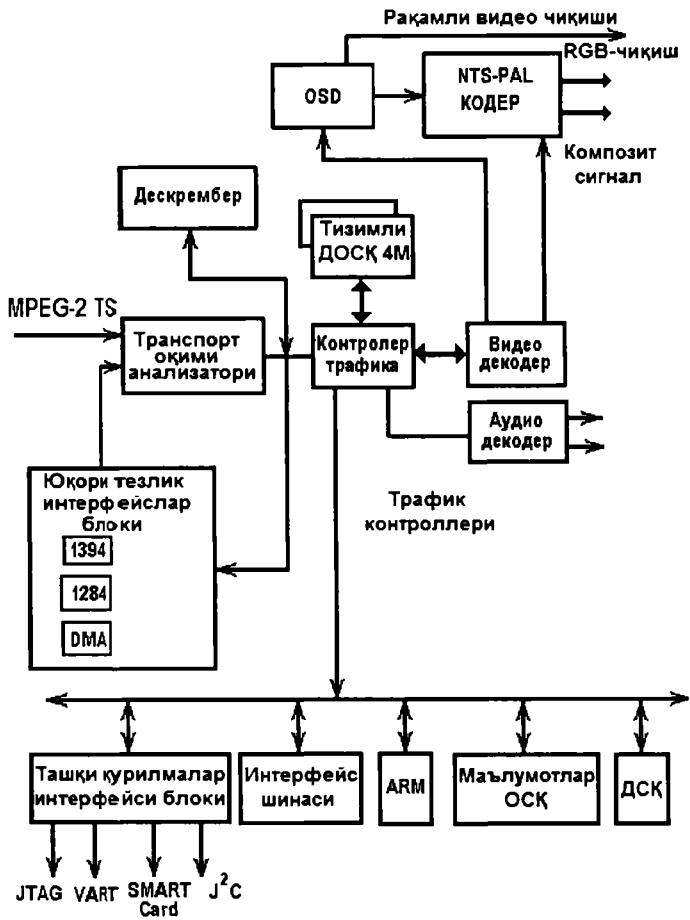 Рақамли видео чиқиши
RGB-чиқиш
OSD
NTS-PAL
КОДЕР
Композит
сигнал
Дескрембер
Тизимли
ДОСҚ 4М
MPEG-2 TS
Транспорт
оқими
анализатори
Контролер
трафика
Видео
декодер
Аудио
декодер
Юқори тезлик
интерфейслар
блоки
1394
1284
DMA
Трафик
контроллери
Ташқи қурилмалар
интерфейси блоки
Интерфейс
шинаси
ARM
Маълумотлар
ОСҚ
ДСҚ
JTAG
VART
SMART
Card
J²C